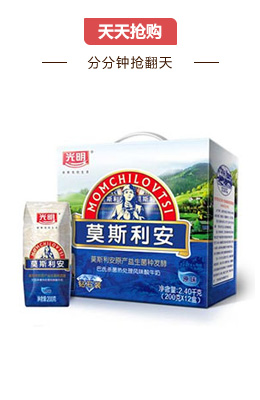 天天抢购
分分钟抢翻天
光明
MOMCHILOVTSI
莫斯利安
莫斯利安原产益生菌种发酵
巴氏杀菌热处理风味酸牛奶
原味
净含量:2.40千克
(200克×12盒)
光明
莫斯利安